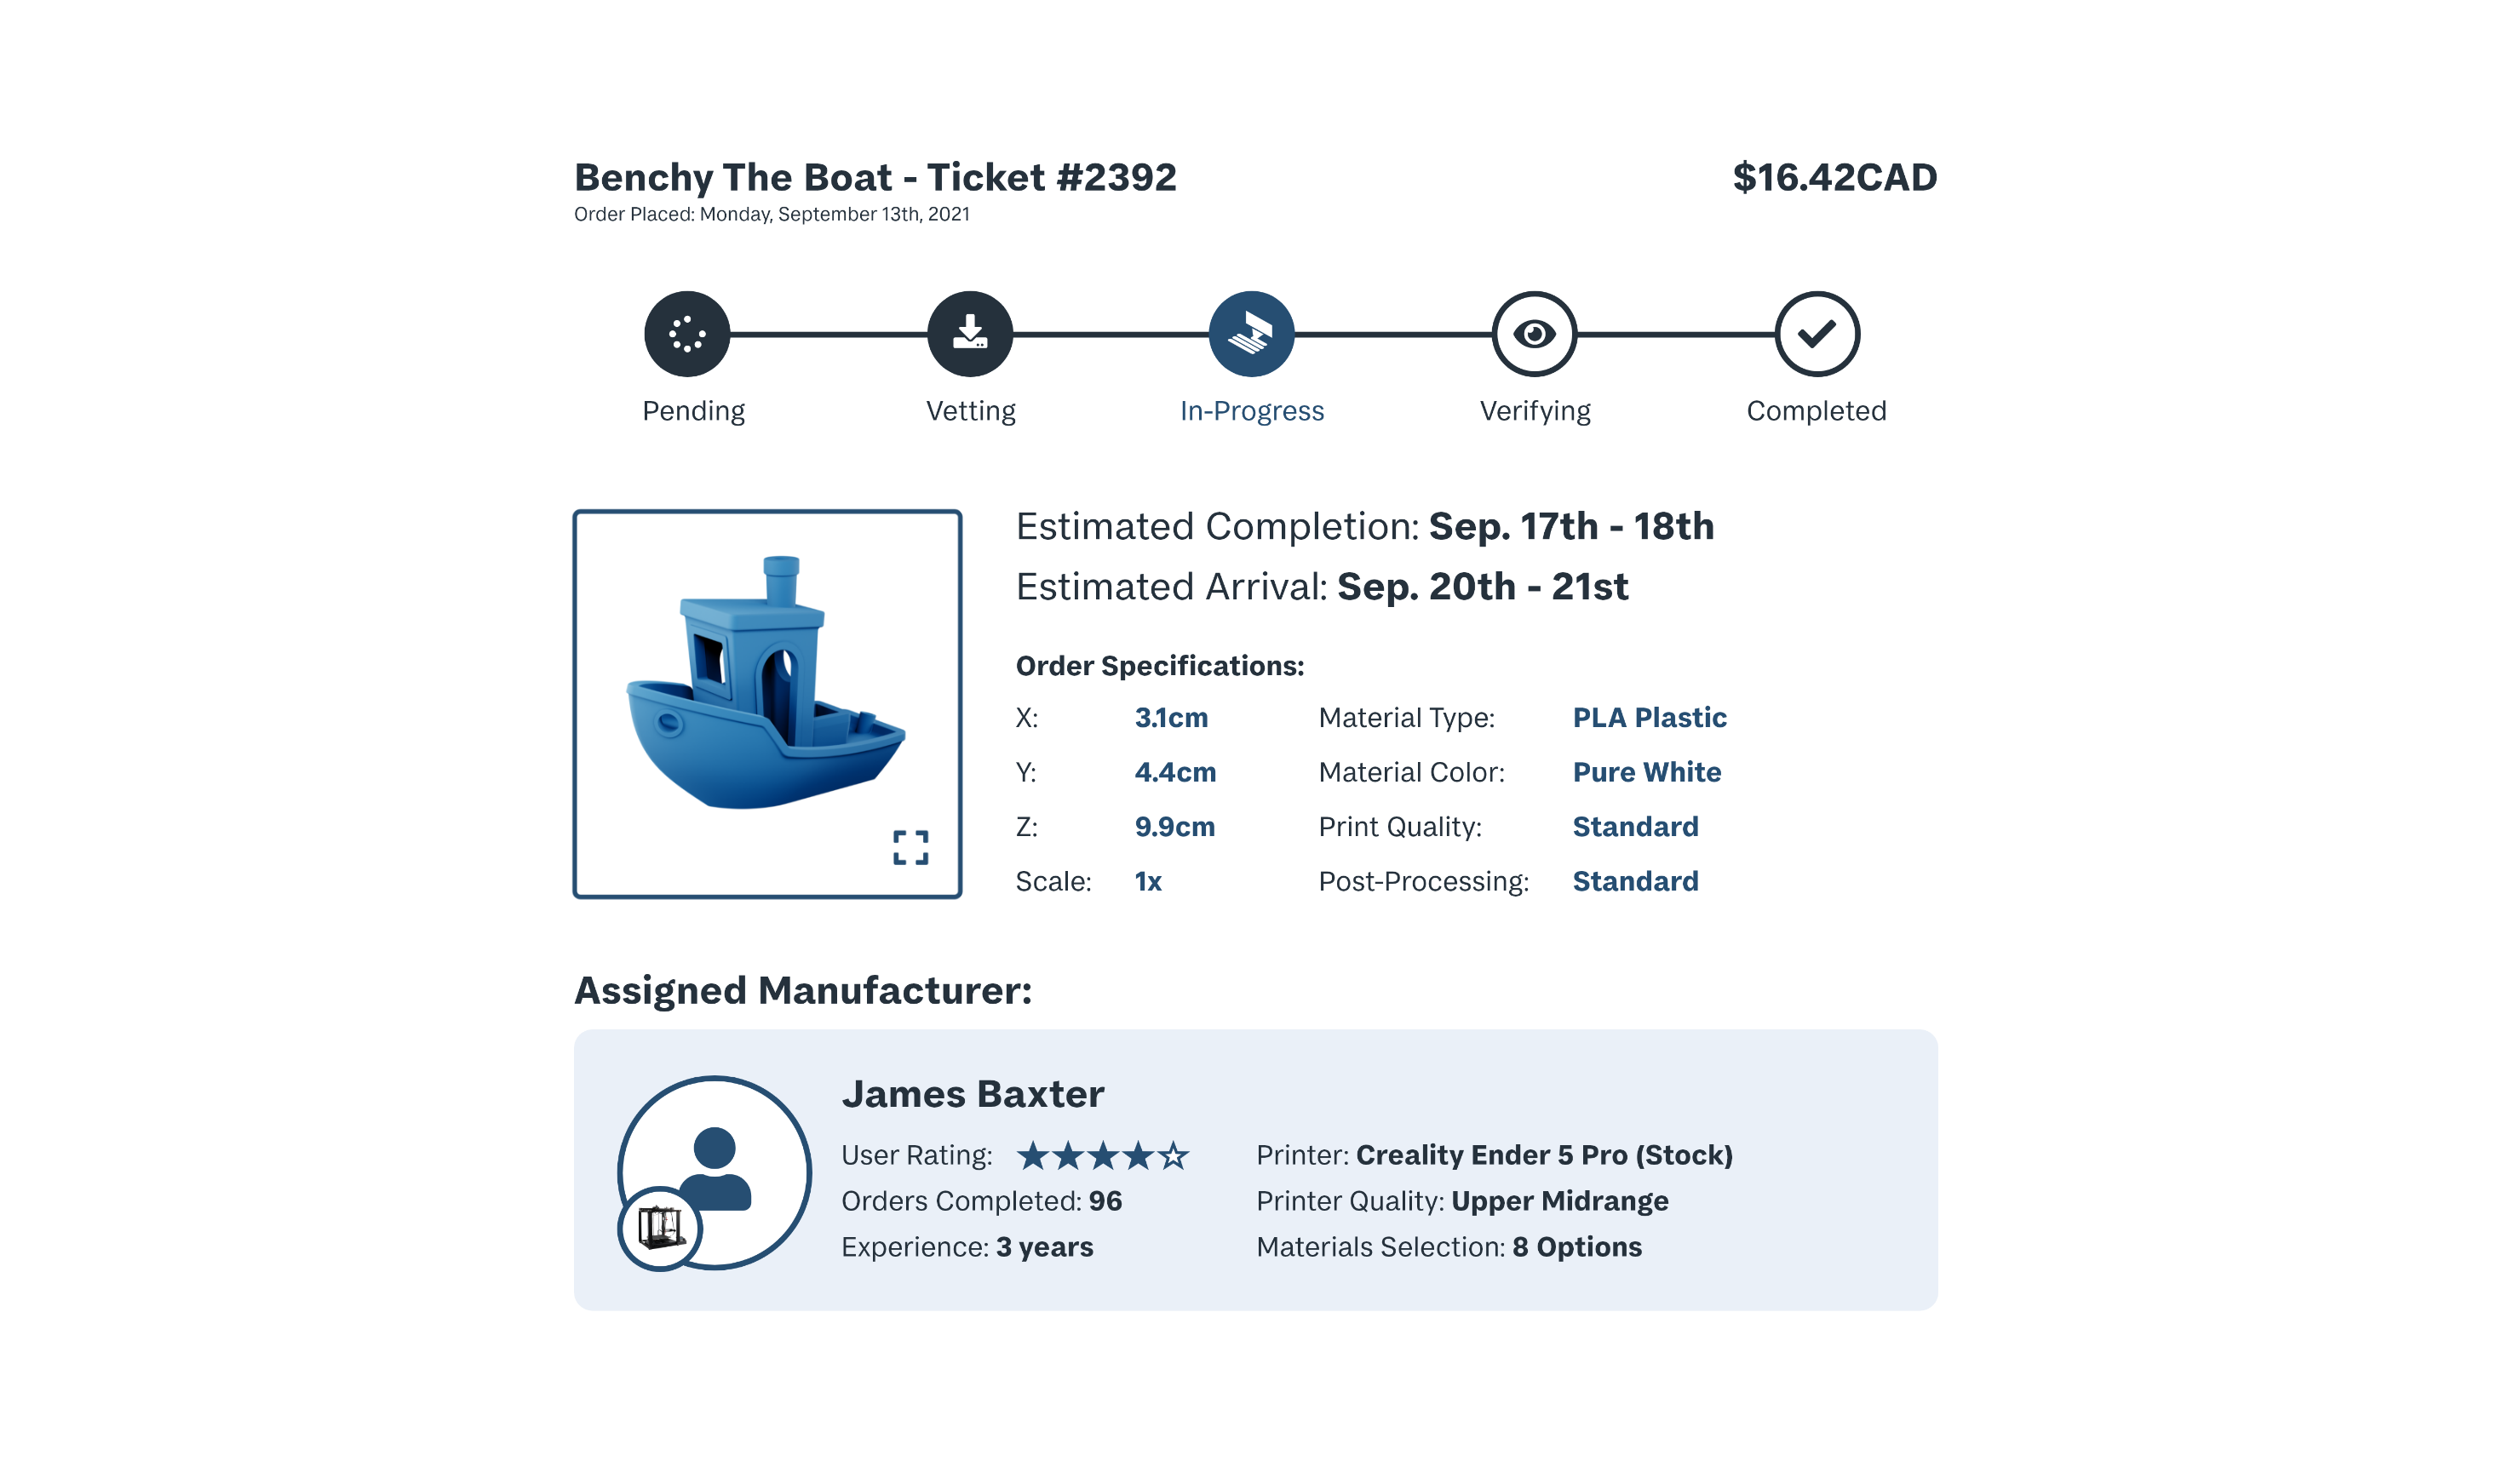 Benchy The Boat - Ticket #2392
$16.42CAD
Order Placed: Monday, September 13th, 2021
Pending
Vetting
In-Progress
Verifying
Completed
Estimated Completion: Sep. 17th - 18th
Estimated Arrival: Sep. 20th - 21st
Order Specifications:
X: 3.1cm Material Type: PLA Plastic
Y: 4.4cm Material Color: Pure White
Z: 9.9cm Print Quality: Standard
Scale: 1x Post-Processing: Standard
Assigned Manufacturer:
James Baxter
User Rating: Printer: Creality Ender 5 Pro (Stock)
Orders Completed: 96 Printer Quality: Upper Midrange
Experience: 3 years Materials Selection: 8 Options